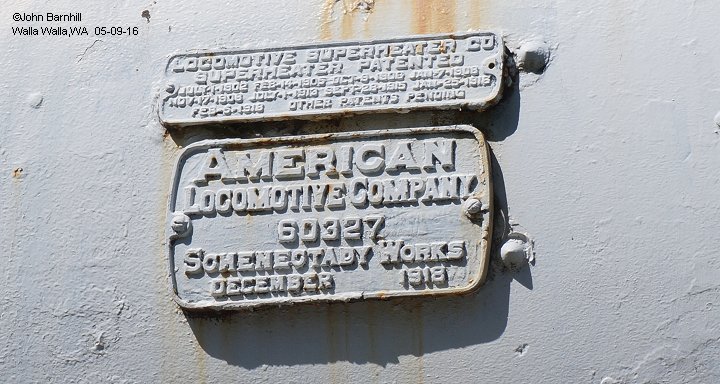 ©John Barnhill
Walla Walla,WA 05-09-16
LOCOMOTIVE SUPERHEATER CO
SUPERHEATER PATENTED
OTHER PATENTS PENDING
AMERICAN
LOCOMOTIVE COMPANY
60327
SCHENECTADY WORKS
DECEMBER 1918